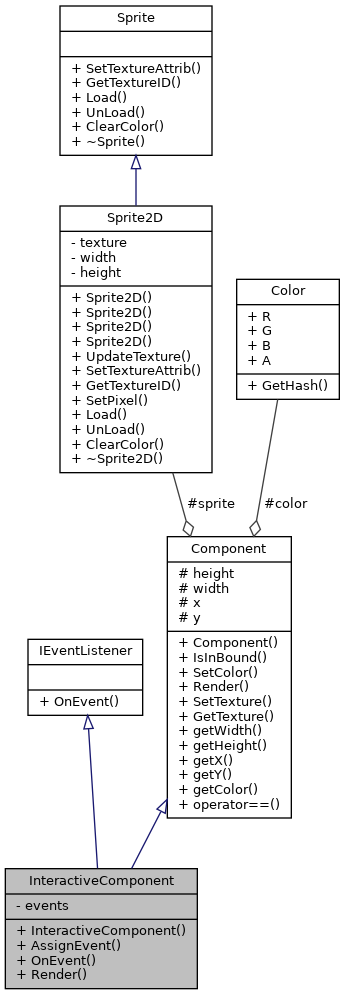 Sprite
+ SetTextureAttrib()
+ GetTextureID()
+ Load()
+ UnLoad()
+ ClearColor()
+ ~Sprite()
Sprite2D
- texture
- width
- height
+ Sprite2D()
+ Sprite2D()
+ Sprite2D()
+ Sprite2D()
+ UpdateTexture()
+ SetTextureAttrib()
+ GetTextureID()
+ SetPixel()
+ Load()
+ UnLoad()
+ ClearColor()
+ ~Sprite2D()
Color
+ R
+ G
+ B
+ A
+ GetHash()
#sprite
#color
Component
# height
# width
# x
# y
+ Component()
+ IsInBound()
+ SetColor()
+ Render()
+ SetTexture()
+ GetTexture()
+ getWidth()
+ getHeight()
+ getX()
+ getY()
+ getColor()
+ operator==()
IEventListener
+ OnEvent()
InteractiveComponent
- events
+ InteractiveComponent()
+ AssignEvent()
+ OnEvent()
+ Render()